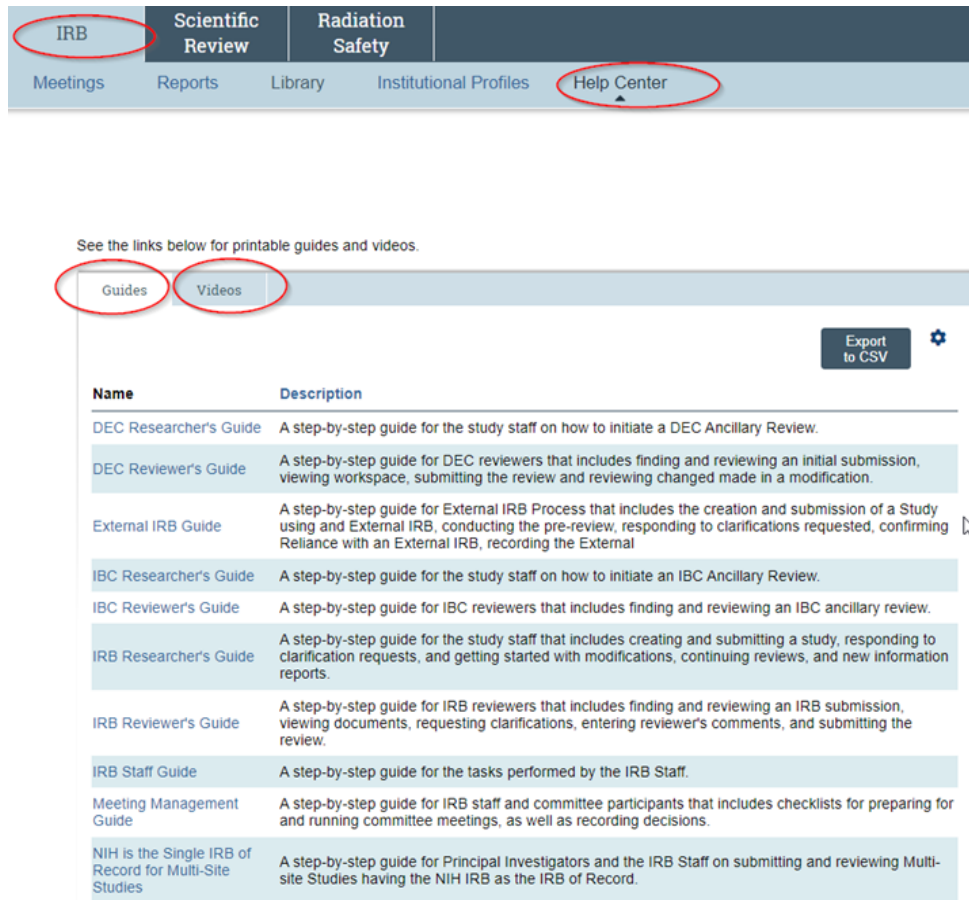 IRB
Scientific
Review
Radiation
Safety
Meetings Reports Library Institutional Profiles Help Center
See the links below for printable guides and videos.
Guides Videos
Export
to CSV
Name Description
DEC Researcher's Guide A step-by-step guide for the study staff on how to initiate a DEC Ancillary Review.
DEC Reviewer's Guide
A step-by-step guide for DEC reviewers that includes finding and reviewing an initial submission,
viewing workspace, submitting the review and reviewing changed made in a modification.
External IRB Guide
A step-by-step guide for External IRB Process that includes the creation and submission of a Study
using and External IRB, conducting the pre-review, responding to clarifications requested, confirming
Reliance with an External IRB, recording the External
IBC Researcher's Guide A step-by-step guide for the study staff on how to initiate an IBC Ancillary Review.
IBC Reviewer's Guide A step-by-step guide for IBC reviewers that includes finding and reviewing an IBC ancillary review.
IRB Researcher's Guide
A step-by-step guide for the study staff that includes creating and submitting a study, responding to
clarification requests, and getting started with modifications, continuing reviews, and new information
reports.
IRB Reviewer's Guide
A step-by-step guide for IRB reviewers that includes finding and reviewing an IRB submission,
viewing documents, requesting clarifications, entering reviewer's comments, and submitting the
review.
IRB Staff Guide A step-by-step guide for the tasks performed by the IRB Staff.
Meeting Management
Guide
A step-by-step guide for IRB staff and committee participants that includes checklists for preparing for
and running committee meetings, as well as recording decisions.
NIH is the Single IRB of
Record for Multi-Site
Studies
A step-by-step guide for Principal Investigators and the IRB Staff on submitting and reviewing Multi-
site Studies having the NIH IRB as the IRB of Record.